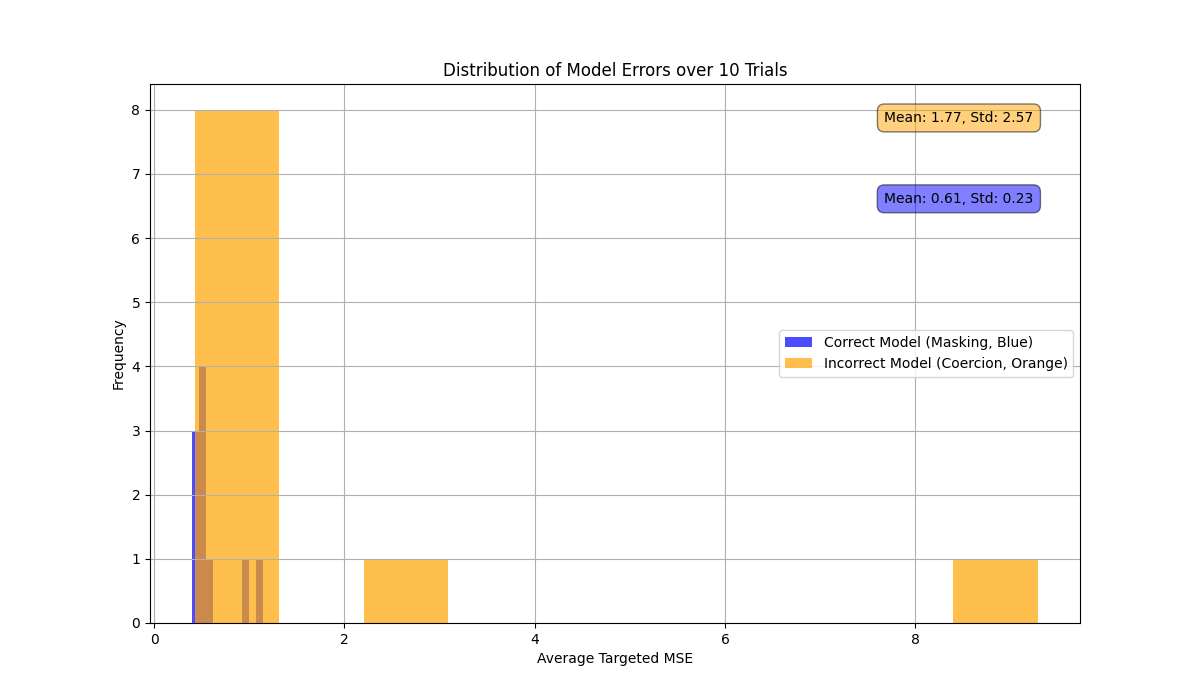 Distribution of Model Errors over 10 Trials
8
7
6
5
4
3
2
1
0
Frequency
Mean: 1.77, Std: 2.57
Mean: 0.61, Std: 0.23
Correct Model (Masking, Blue)
Incorrect Model (Coercion, Orange)
0 2 4 6 8
Average Targeted MSE